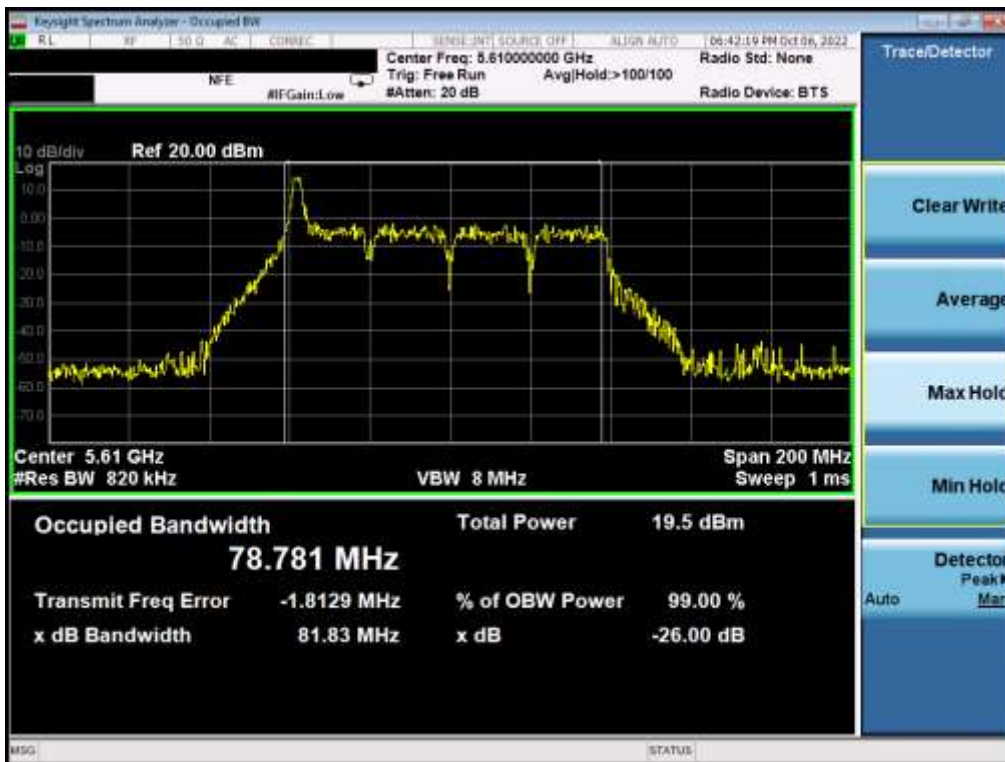 Keysight Spectrum Analyzer - Occupied BW
RL RF 50 Ω AC CORREC SENSE:INT SOURCE OFF ALIGN AUTO 06:42:19 PM Oct 06, 2022
Center Freq: 5.610000000 GHz Radio Std: None
NFE Trig: Free Run Avg|Hold:>100/100
#IFGain:Low #Atten: 20 dB Radio Device: BTS
Trace/Detector
10 dB/div Ref 20.00 dBm
Log
10.0
0.00
-10.0
-20.0
-30.0
-40.0
-50.0
-60.0
-70.0
Center 5.61 GHz Span 200 MHz
#Res BW 820 kHz VBW 8 MHz Sweep 1 ms
Occupied Bandwidth Total Power 19.5 dBm
78.781 MHz
Transmit Freq Error -1.8129 MHz % of OBW Power 99.00 %
x dB Bandwidth 81.83 MHz x dB -26.00 dB
Clear Write
Average
Max Hold
Min Hold
Detector
Peak
Auto Man
MSG STATUS